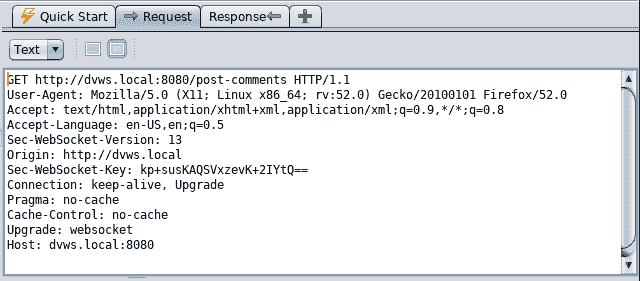 Quick Start
Request
Response
Text
GET http://dvws.local:8080/post-comments HTTP/1.1
User-Agent: Mozilla/5.0 (X11; Linux x86_64; rv:52.0) Gecko/20100101 Firefox/52.0
Accept: text/html,application/xhtml+xml,application/xml;q=0.9,*/*;q=0.8
Accept-Language: en-US,en;q=0.5
Sec-WebSocket-Version: 13
Origin: http://dvws.local
Sec-WebSocket-Key: kp+susKAQSVxzevK+2IYtQ==
Connection: keep-alive, Upgrade
Pragma: no-cache
Cache-Control: no-cache
Upgrade: websocket
Host: dvws.local:8080